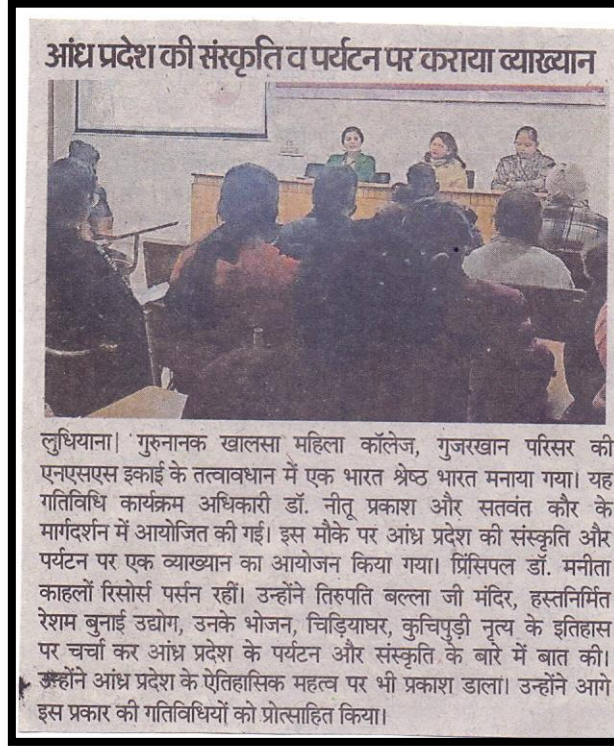 आंध्र प्रदेश की संस्कृति व पर्यटन पर कराया व्याख्यान
लुधियाना| गुरुनानक खालसा महिला कॉलेज, गुजरखान परिसर की
एनएसएस इकाई के तत्वावधान में एक भारत श्रेष्ठ भारत मनाया गया। यह
गतिविधि कार्यक्रम अधिकारी डॉ. नीतू प्रकाश और सतवंत कौर के
मार्गदर्शन में आयोजित की गई। इस मौके पर आंध्र प्रदेश की संस्कृति और
पर्यटन पर एक व्याख्यान का आयोजन किया गया। प्रिंसिपल डॉ. मनीता
काहलों रिसोर्स पर्सन रहीं। उन्होंने तिरुपति बल्ला जी मंदिर, हस्तनिर्मित
रेशम बुनाई उद्योग, उनके भोजन, चिड़ियाघर, कुचिपुड़ी नृत्य के इतिहास
पर चर्चा कर आंध्र प्रदेश के पर्यटन और संस्कृति के बारे में बात की।
उन्होंने आंध्र प्रदेश के ऐतिहासिक महत्व पर भी प्रकाश डाला। उन्होंने आगे
इस प्रकार की गतिविधियों को प्रोत्साहित किया।